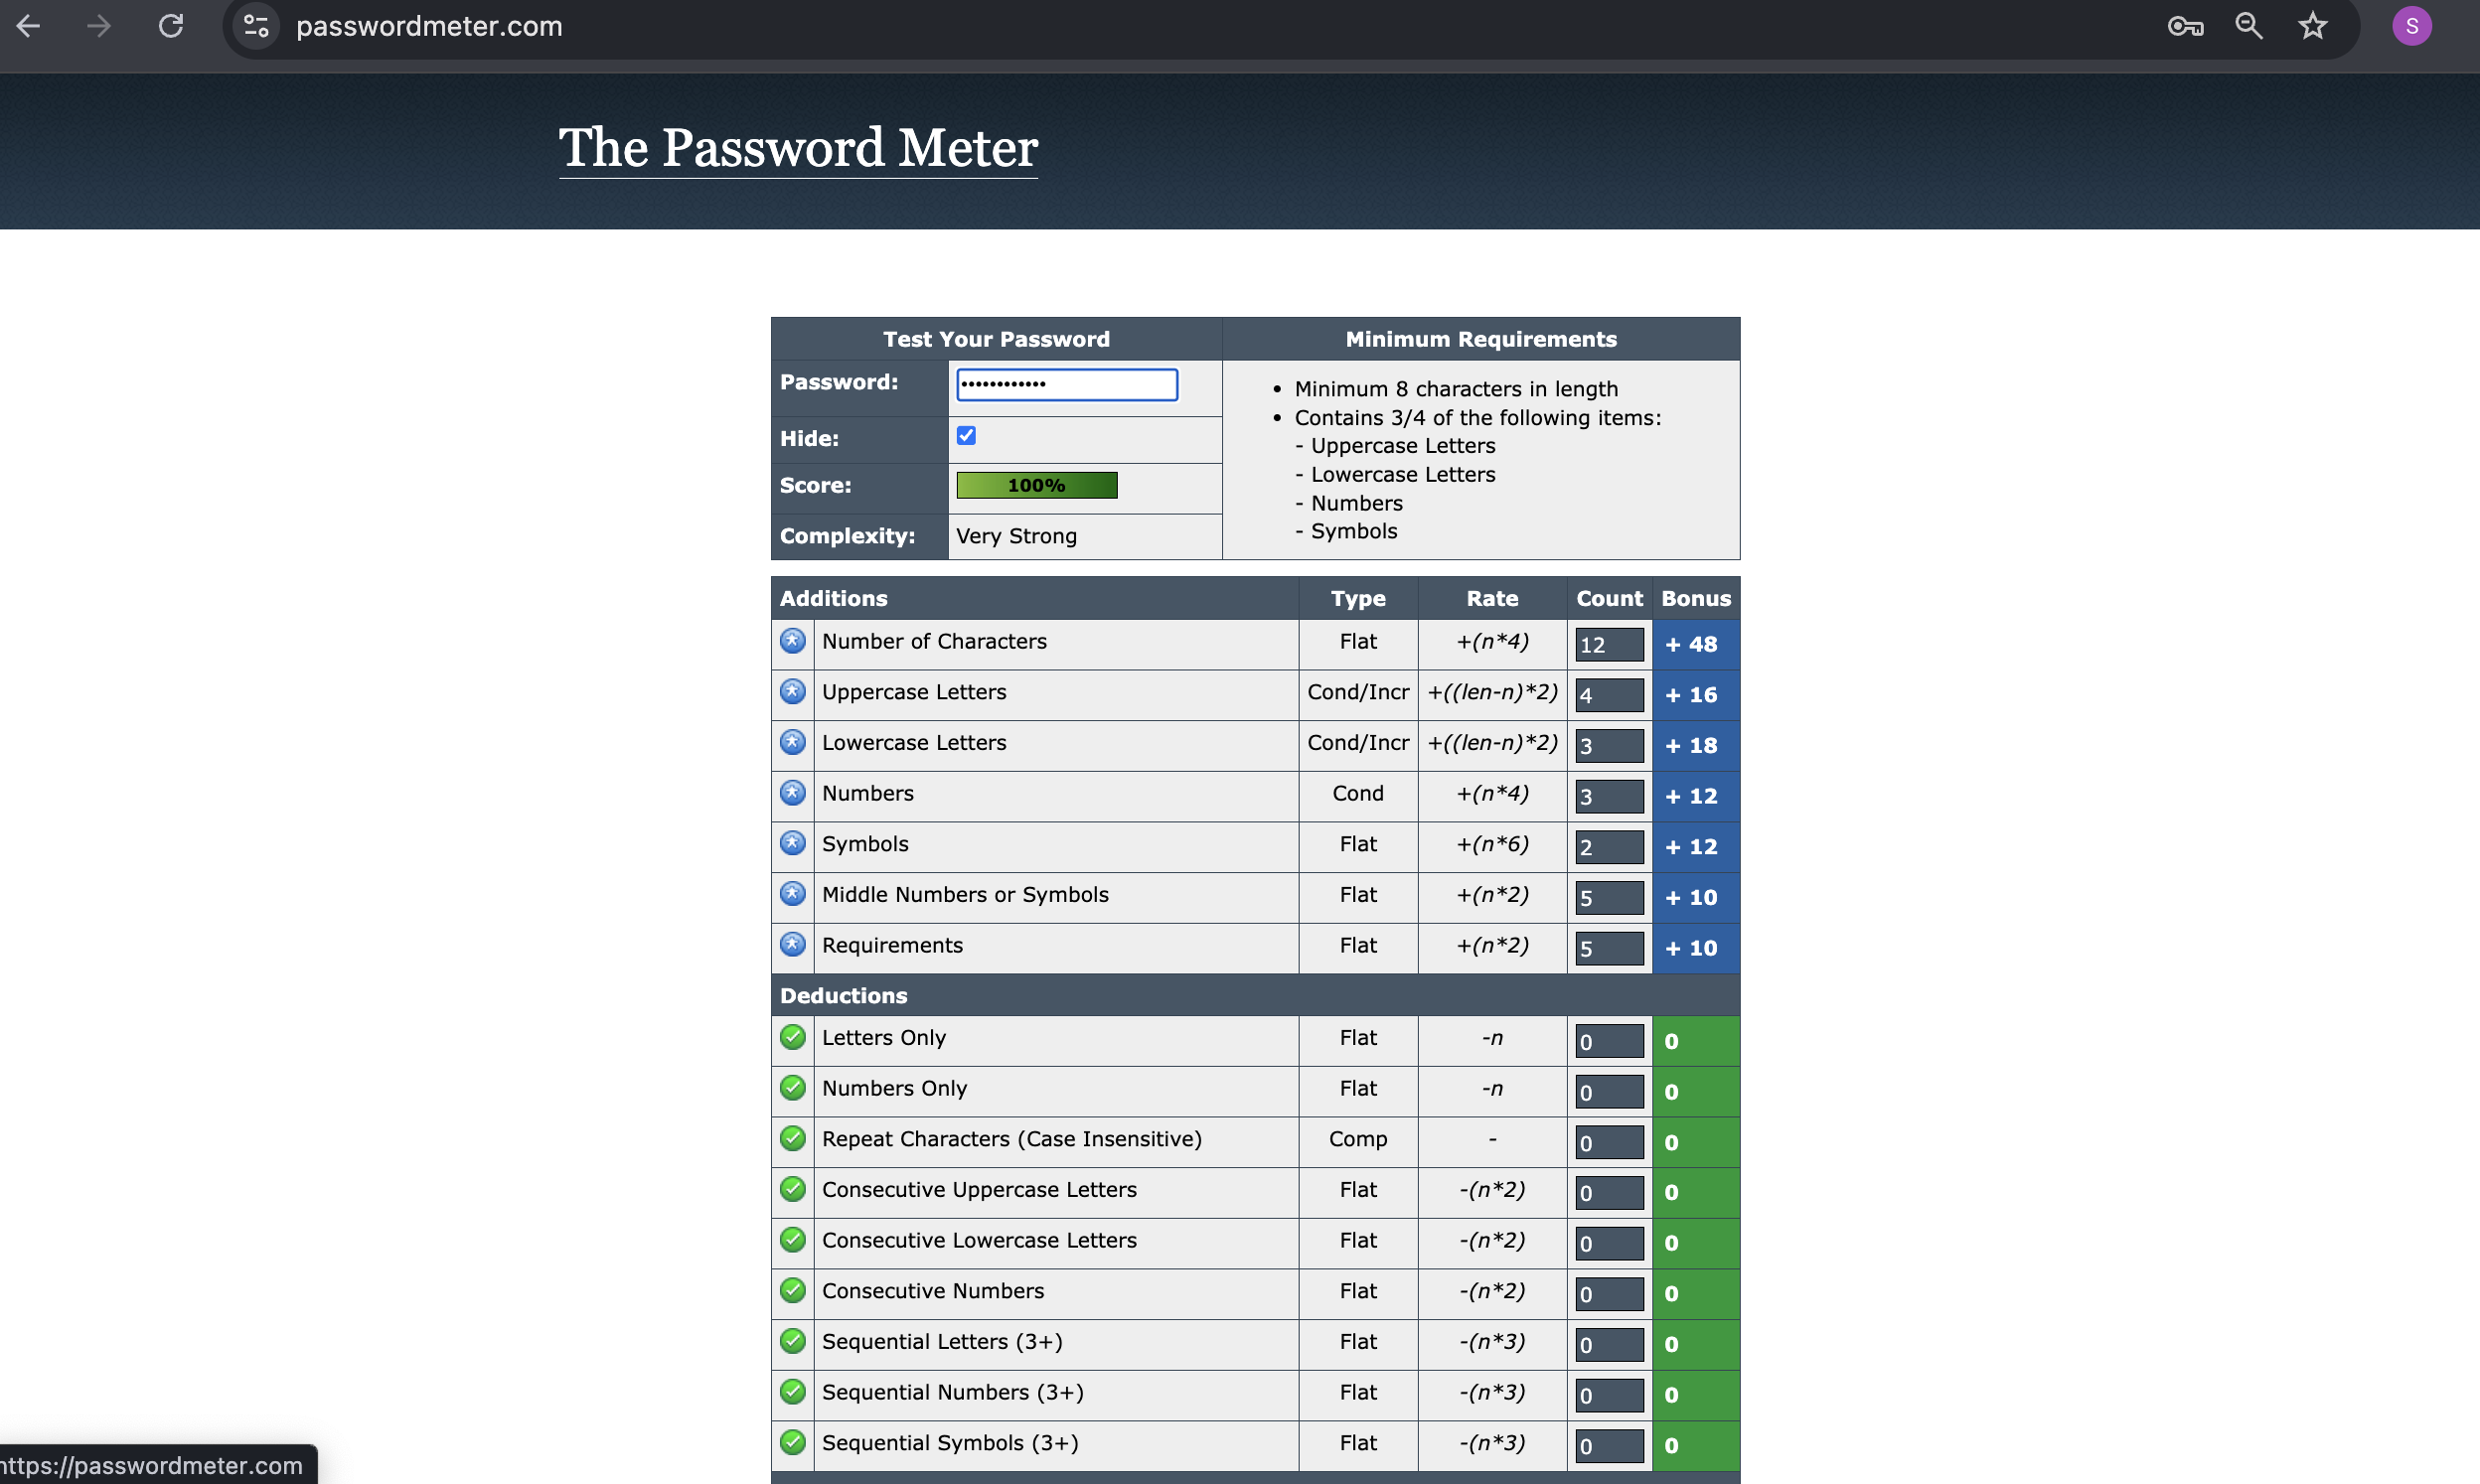 passwordmeter.com
S
The Password Meter
Test Your Password Minimum Requirements
Password: ••••••••••••
Hide:
Score: 100%
Complexity: Very Strong
• Minimum 8 characters in length
• Contains 3/4 of the following items:
- Uppercase Letters
- Lowercase Letters
- Numbers
- Symbols
Additions Type Rate Count Bonus
Number of Characters Flat +(n*4) 12 + 48
Uppercase Letters Cond/Incr +((len-n)*2) 4 + 16
Lowercase Letters Cond/Incr +((len-n)*2) 3 + 18
Numbers Cond +(n*4) 3 + 12
Symbols Flat +(n*6) 2 + 12
Middle Numbers or Symbols Flat +(n*2) 5 + 10
Requirements Flat +(n*2) 5 + 10
Deductions
Letters Only Flat -n 0 0
Numbers Only Flat -n 0 0
Repeat Characters (Case Insensitive) Comp - 0 0
Consecutive Uppercase Letters Flat -(n*2) 0 0
Consecutive Lowercase Letters Flat -(n*2) 0 0
Consecutive Numbers Flat -(n*2) 0 0
Sequential Letters (3+) Flat -(n*3) 0 0
Sequential Numbers (3+) Flat -(n*3) 0 0
Sequential Symbols (3+) Flat -(n*3) 0 0
https://passwordmeter.com